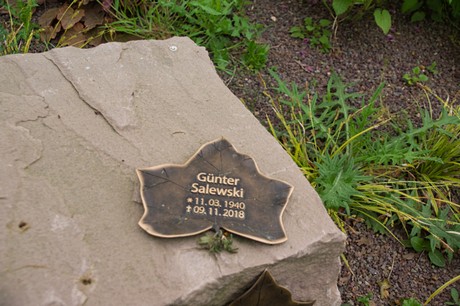 Günter
Salewski
* 11.03.1940
✝ 09.11.2018